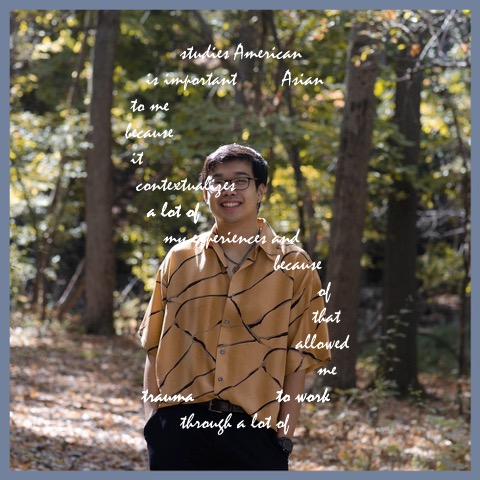 Asian
studies American
is important
to me
because
it
contextualizes
a lot of
my experiences and
because
of
that
allowed
me
to work
through a lot of
trauma